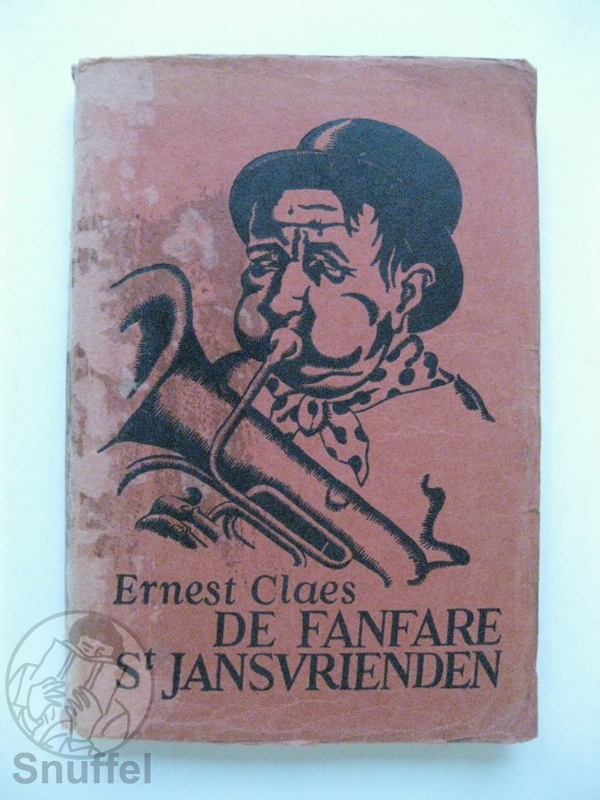 Ernest Claes
DE FANFARE
St JANSVRIENDEN
Snuffel